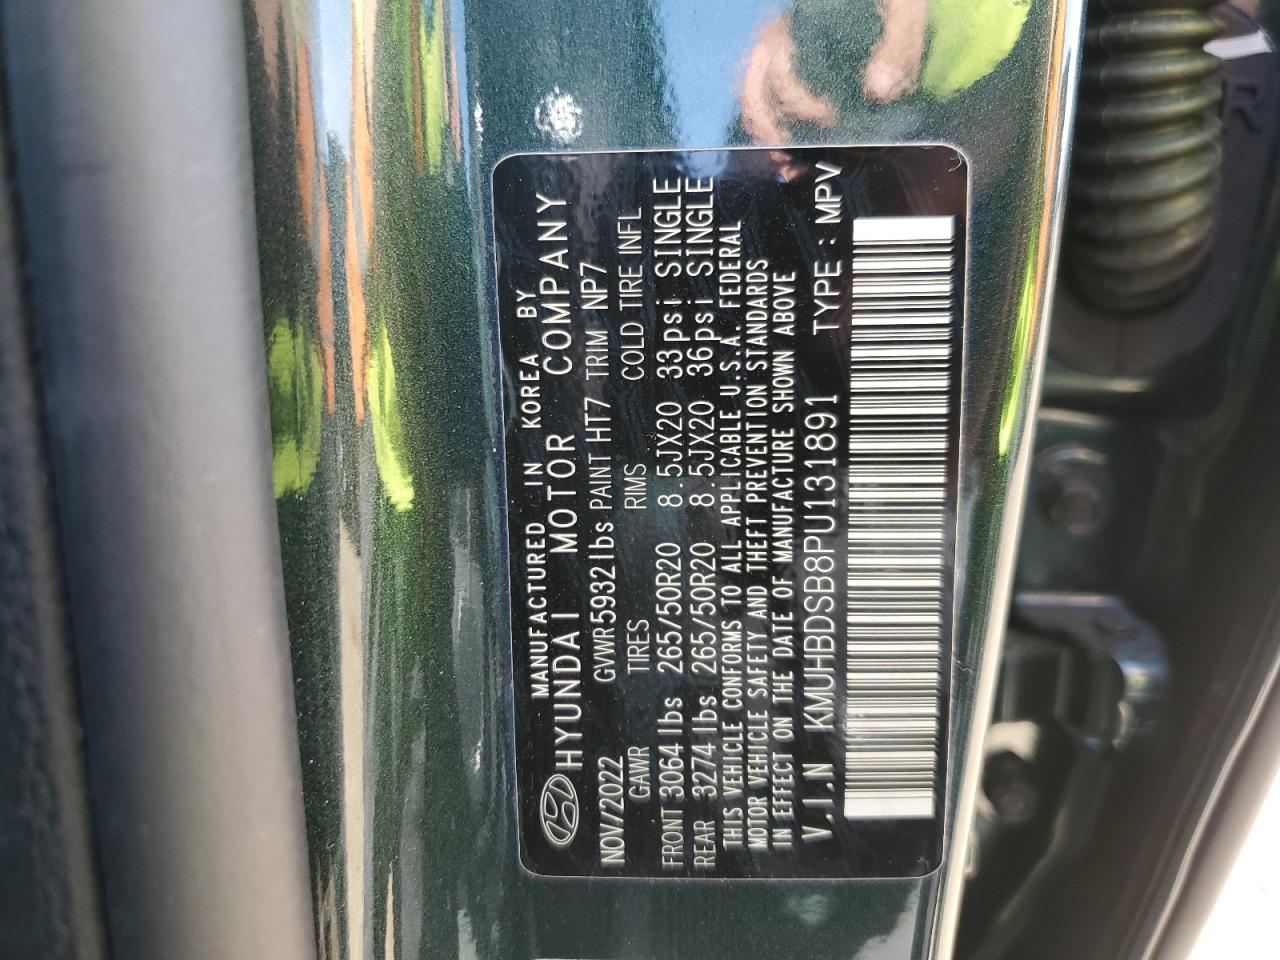 MANUFACTURED IN KOREA BY
HYUNDAI MOTOR COMPANY
NOV/2022 GVWR 5932lbs PAINT HT7 TRIM NP7
GAWR TIRES RIMS COLD TIRE INFL
FRONT 3064 lbs 265/50R20 8.5JX20 33psi SINGLE
REAR 3274 lbs 265/50R20 8.5JX20 36psi SINGLE
THIS VEHICLE CONFORMS TO ALL APPLICABLE U.S.A. FEDERAL
MOTOR VEHICLE SAFETY AND THEFT PREVENTION STANDARDS
IN EFFECT ON THE DATE OF MANUFACTURE SHOWN ABOVE
V.I.N KMUHBDSB8PU131891 TYPE : MPV
R